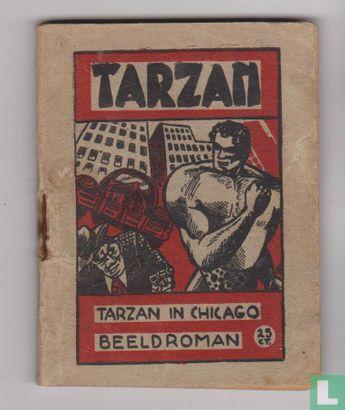 TARZAN
TARZAN IN CHICAGO
BEELDROMAN
25
CT.